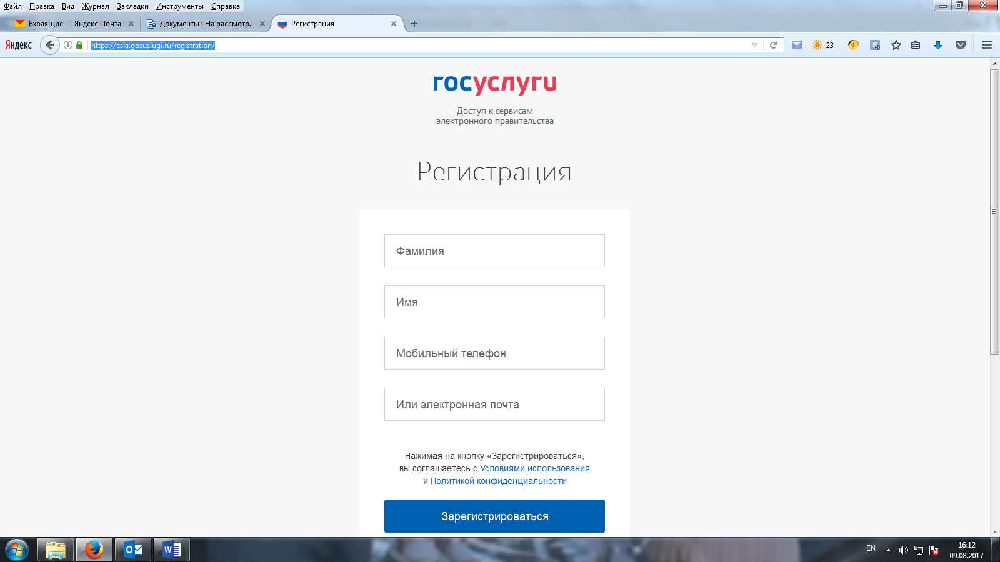 Файл Правка Вид Журнал Закладки Инструменты Справка
Входящие — Яндекс.Почта
Документы : На рассмотр...
Регистрация
Яндекс
https://esia.gosuslugi.ru/registration/
23
4
госуслуги
Доступ к сервисам
электронного правительства
Регистрация
Фамилия
Имя
Мобильный телефон
Или электронная почта
Нажимая на кнопку «Зарегистрироваться»,
вы соглашаетесь с Условиями использования
и Политикой конфиденциальности
Зарегистрироваться
EN
16:12
09.08.2017